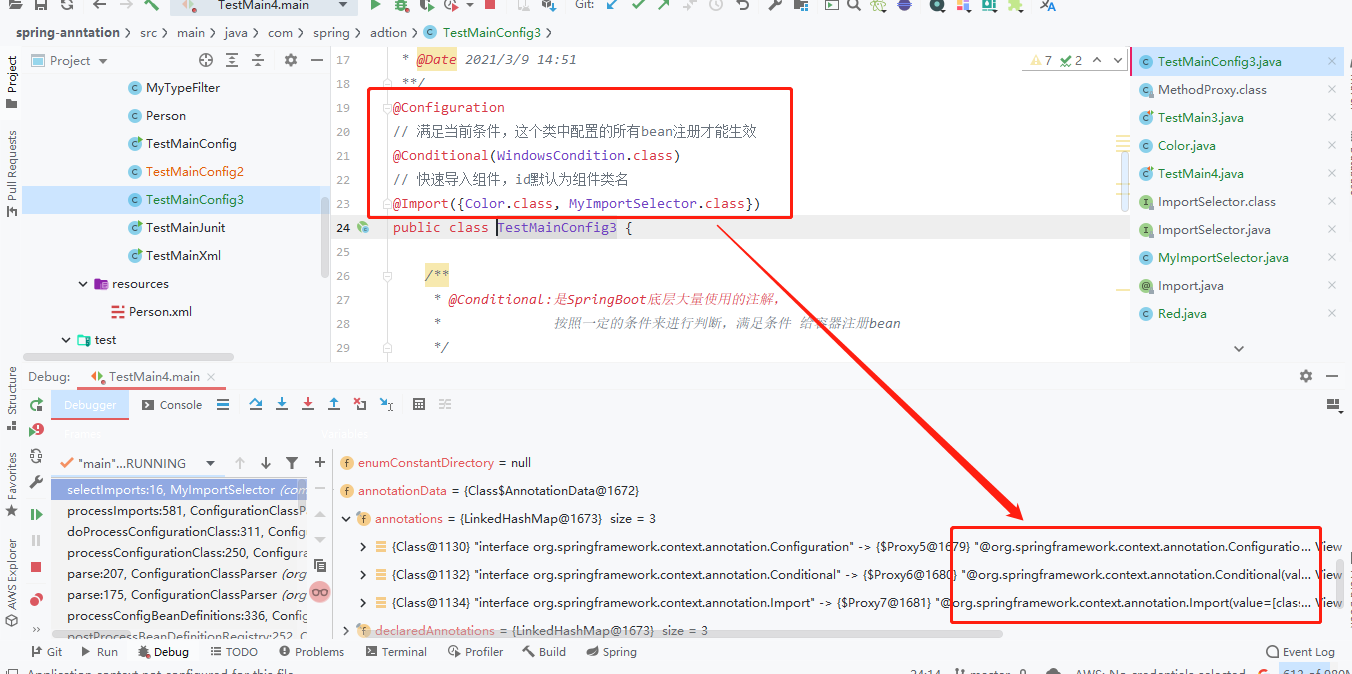 TestMain4.main
Git:
spring-anntation
src
main
java
com
spring
adtion
TestMainConfig3
Project
Project
Pull Requests
MyTypeFilter
Person
TestMainConfig
TestMainConfig2
TestMainConfig3
TestMainJunit
TestMainXml
resources
Person.xml
test
7
2
17 * @Date 2021/3/9 14:51
18 **/
19 @Configuration
20 // 满足当前条件，这个类中配置的所有bean注册才能生效
21 @Conditional(WindowsCondition.class)
22 // 快速导入组件，id默认为组件类名
23 @Import({Color.class, MyImportSelector.class})
24 public class TestMainConfig3 {
25
26 /**
27 * @Conditional:是SpringBoot底层大量使用的注解，
28 * 按照一定的条件来进行判断，满足条件 给容器注册bean
29 */
TestMainConfig3.java
MethodProxy.class
TestMain3.java
Color.java
TestMain4.java
ImportSelector.class
ImportSelector.java
MyImportSelector.java
Import.java
Red.java
Structure
Favorites
AWS Explorer
Debug:
TestMain4.main
Debugger
Console
"main"...RUNNING
selectImports:16, MyImportSelector (com
processImports:581, ConfigurationClassP
doProcessConfigurationClass:311, Config
processConfigurationClass:250, Configura
parse:207, ConfigurationClassParser (org
parse:175, ConfigurationClassParser (org
processConfigBeanDefinitions:336, Config
postProcessBeanDefinitionRegistry:252, C
enumConstantDirectory = null
annotationData = {Class$AnnotationData@1672}
annotations = {LinkedHashMap@1673} size = 3
{Class@1130} "interface org.springframework.context.annotation.Configuration" -> {$Proxy5@1679} "@org.springframework.context.annotation.Configuratio... View
{Class@1132} "interface org.springframework.context.annotation.Conditional" -> {$Proxy6@1680} "@org.springframework.context.annotation.Conditional(val... View
{Class@1134} "interface org.springframework.context.annotation.Import" -> {$Proxy7@1681} "@org.springframework.context.annotation.Import(value=[clas... View
declaredAnnotations = {LinkedHashMap@1673} size = 3
Git
Run
Debug
TODO
Problems
Terminal
Profiler
Build
Spring
Event Log
Application context not configured for this file
24:14
master
AWS: No credentials selected